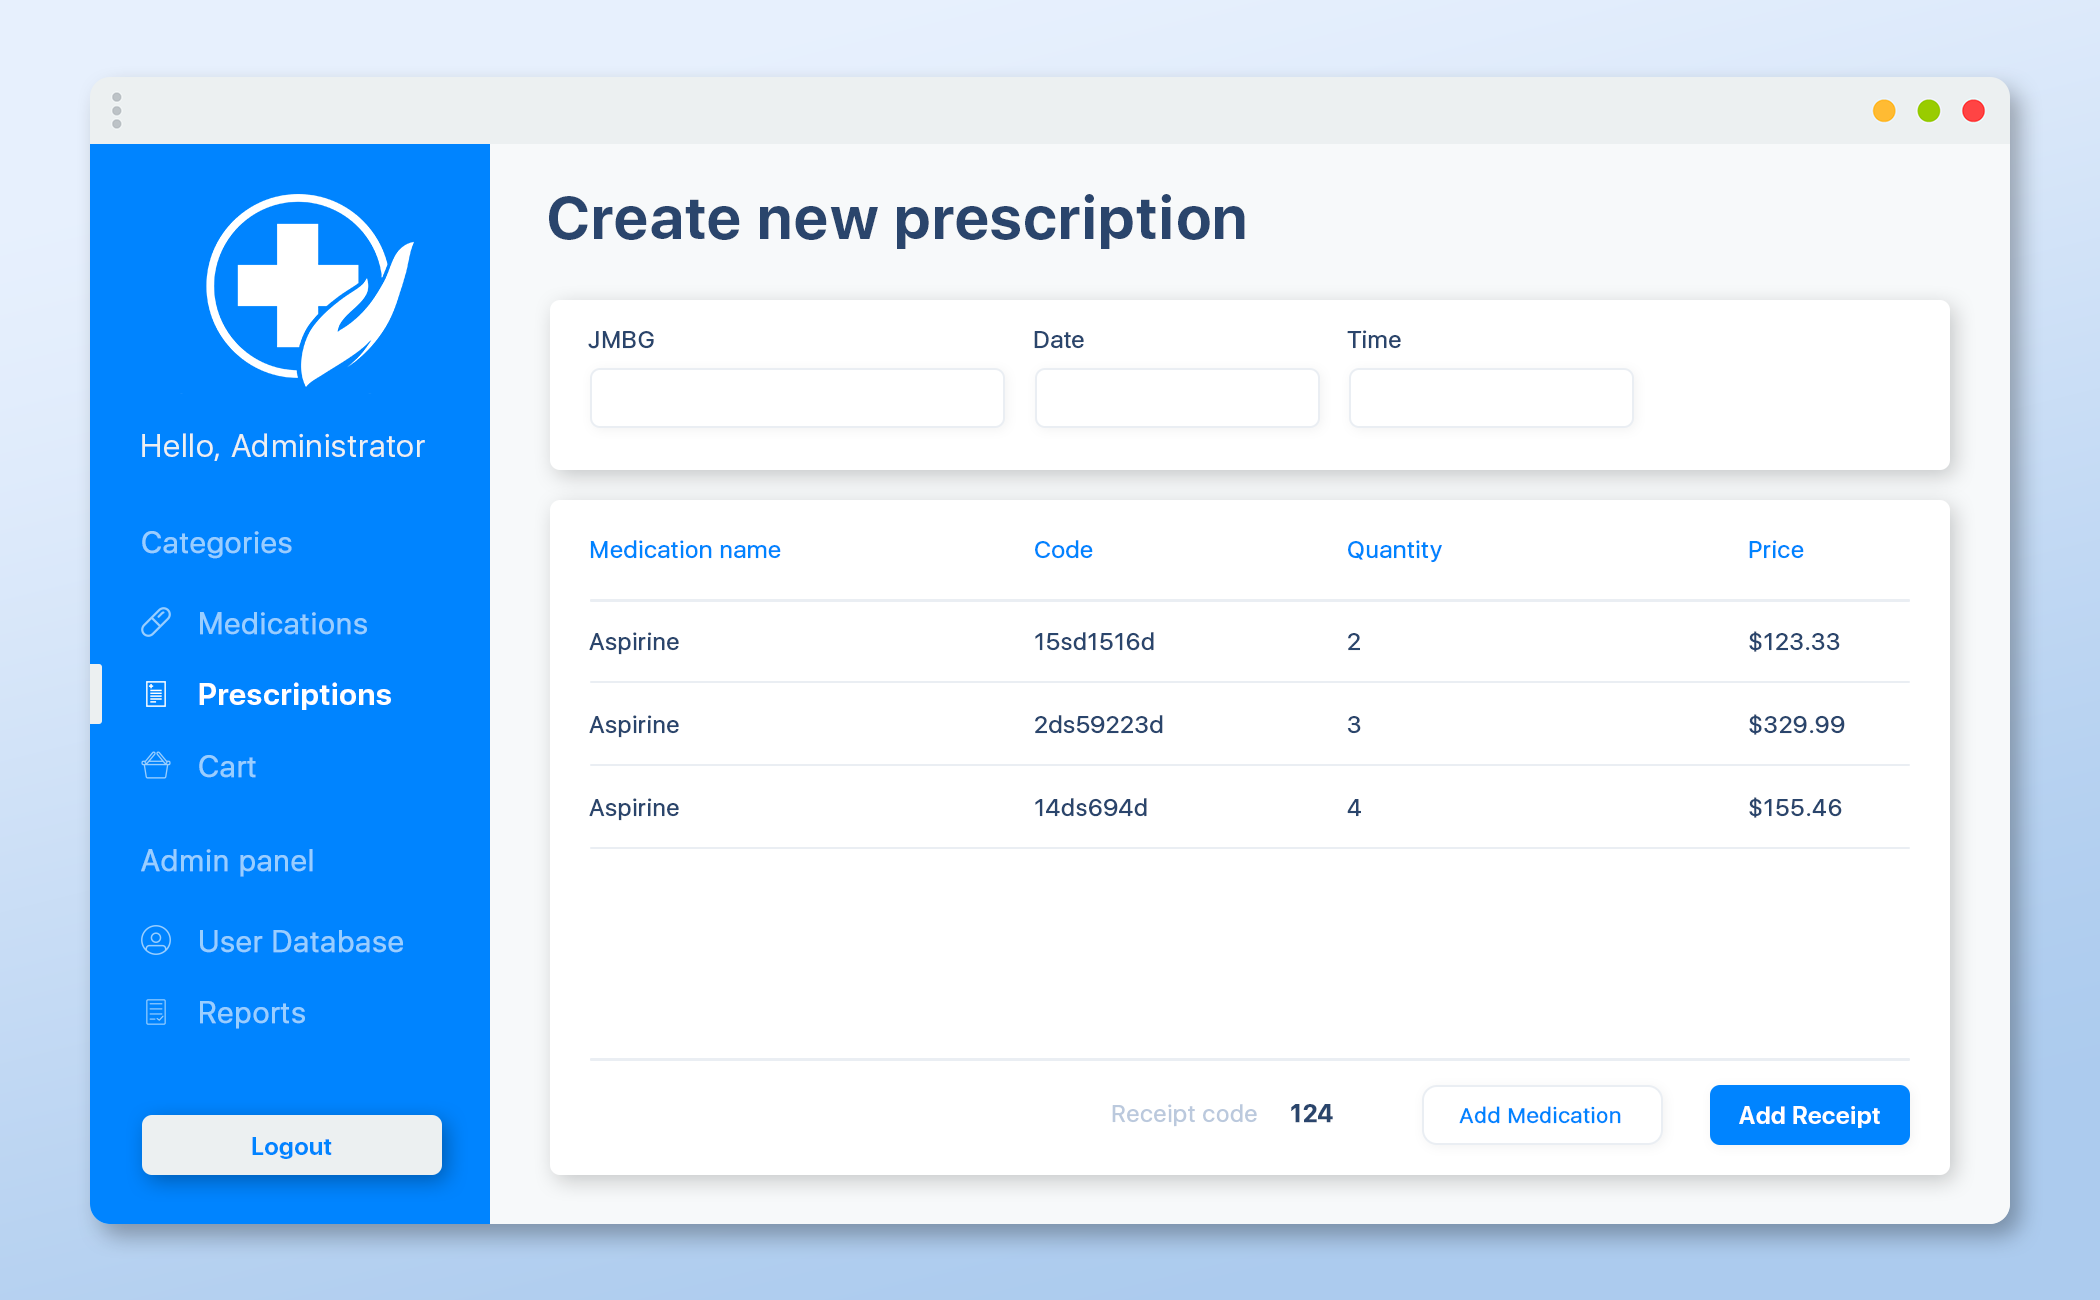 Hello, Administrator
Categories
Medications
Prescriptions
Cart
Admin panel
User Database
Reports
Logout
Create new prescription
JMBG Date Time
Medication name Code Quantity Price
Aspirine 15sd1516d 2 $123.33
Aspirine 2ds59223d 3 $329.99
Aspirine 14ds694d 4 $155.46
Receipt code 124 Add Medication Add Receipt